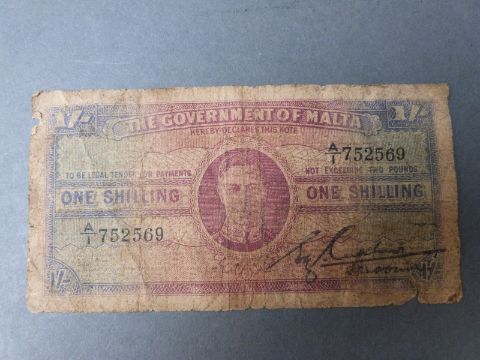 1/- THE GOVERNMENT OF MALTA 1/-
HEREBY DECLARES THIS NOTE
A/1 752569
TO BE LEGAL TENDER FOR PAYMENTS NOT EXCEEDING TWO POUNDS
ONE SHILLING ONE SHILLING
A/1 752569
1/- 1/-